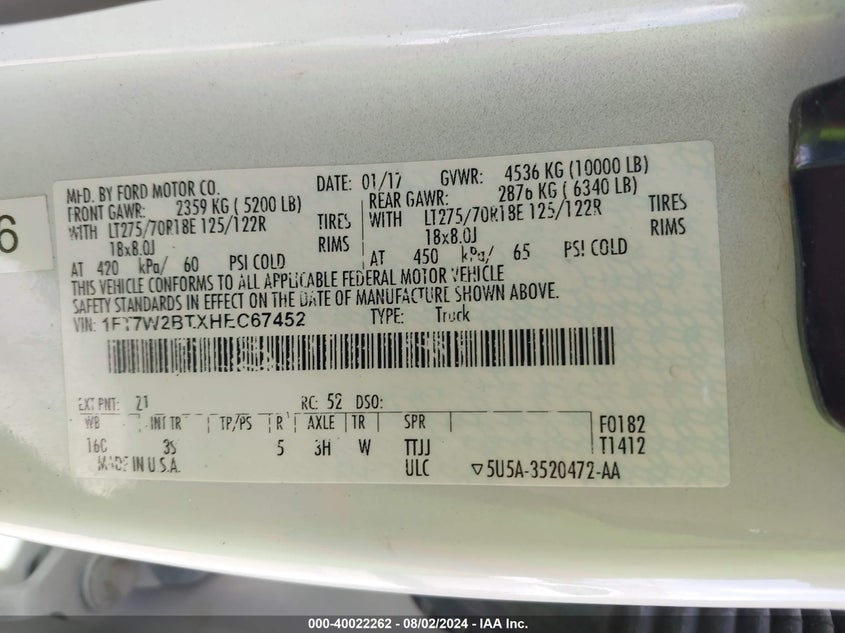 6
MFD. BY FORD MOTOR CO.
DATE: 01/17 GVWR: 4536 KG (10000 LB)
FRONT GAWR: 2359 KG ( 5200 LB) REAR GAWR: 2876 KG ( 6340 LB)
WITH LT275/70R18E 125/122R TIRES WITH LT275/70R18E 125/122R TIRES
18x8.0J RIMS 18x8.0J RIMS
AT 420 kPa/ 60 PSI COLD AT 450 kPa/ 65 PSI COLD
THIS VEHICLE CONFORMS TO ALL APPLICABLE FEDERAL MOTOR VEHICLE
SAFETY STANDARDS IN EFFECT ON THE DATE OF MANUFACTURE SHOWN ABOVE.
VIN: 1FT7W2BTXHEC67452 TYPE: Truck
EXT PNT: Z1 RC: 52 DSO:
WB INT TR TP/PS R AXLE TR SPR F0182
160 3S 5 3H W TTJJ T1412
MADE IN U.S.A. ULC ▽5U5A-3520472-AA
000-40022262 - 08/02/2024 - IAA Inc.